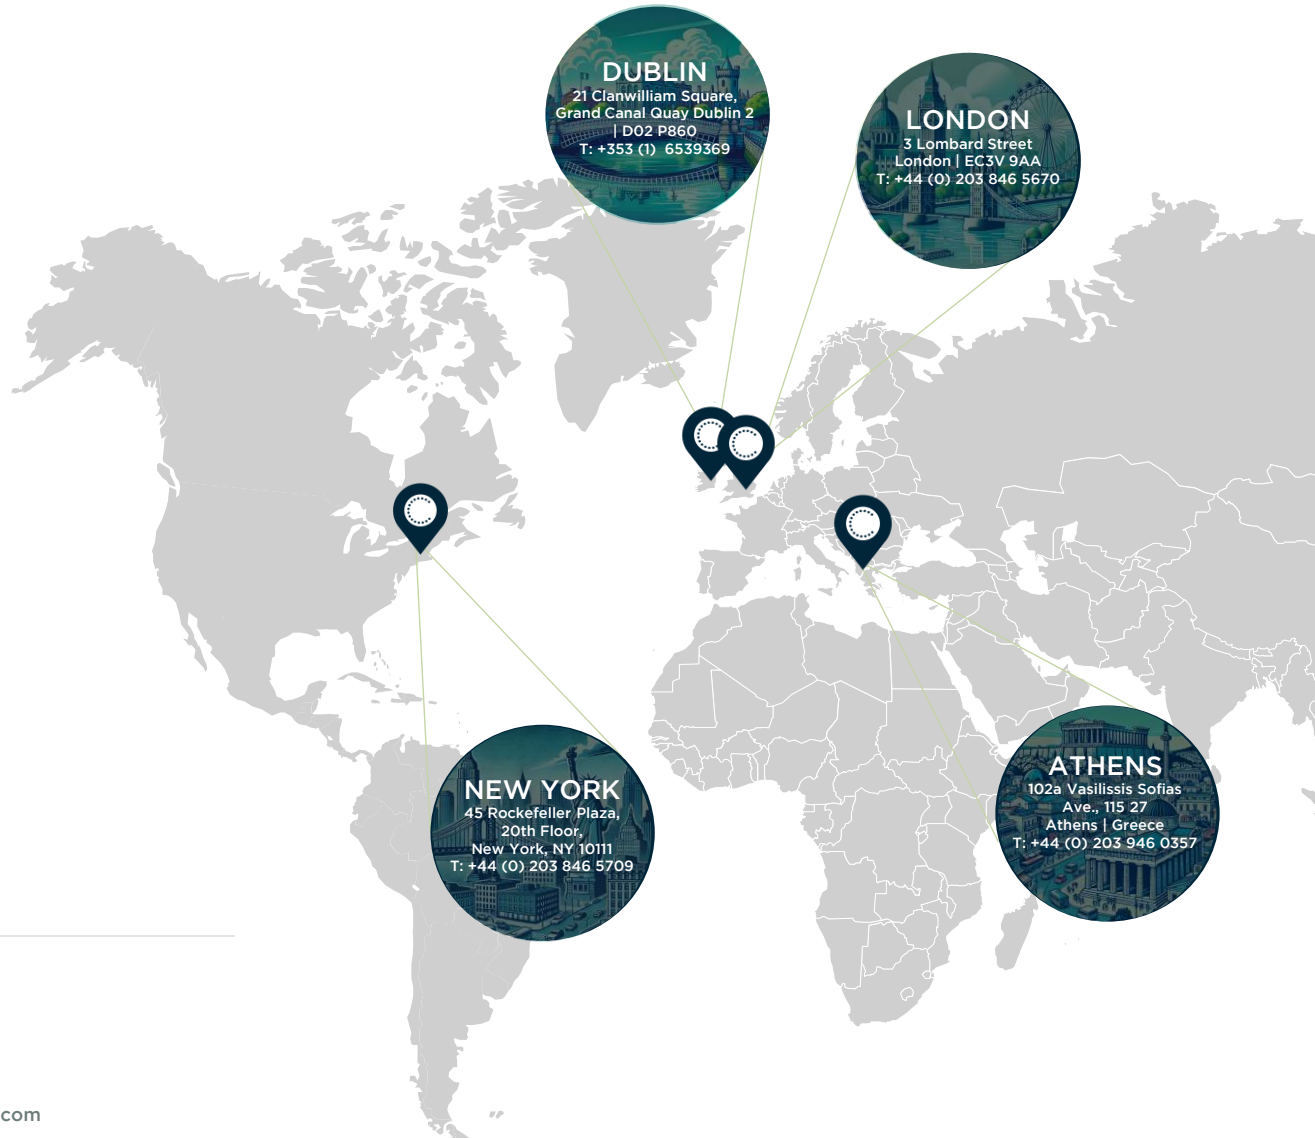 DUBLIN
21 Clanwilliam Square,
Grand Canal Quay Dublin 2
| D02 P860
T: +353 (1)  6539369
LONDON
3 Lombard Street
London | EC3V 9AA
T: +44 (0) 203 846 5670
NEW YORK
45 Rockefeller Plaza,
20th Floor,
New York, NY 10111
T: +44 (0) 203 846 5709
ATHENS
102a Vasilissis Sofias
Ave., 115 27
Athens | Greece
T: +44 (0) 203 946 0357
com